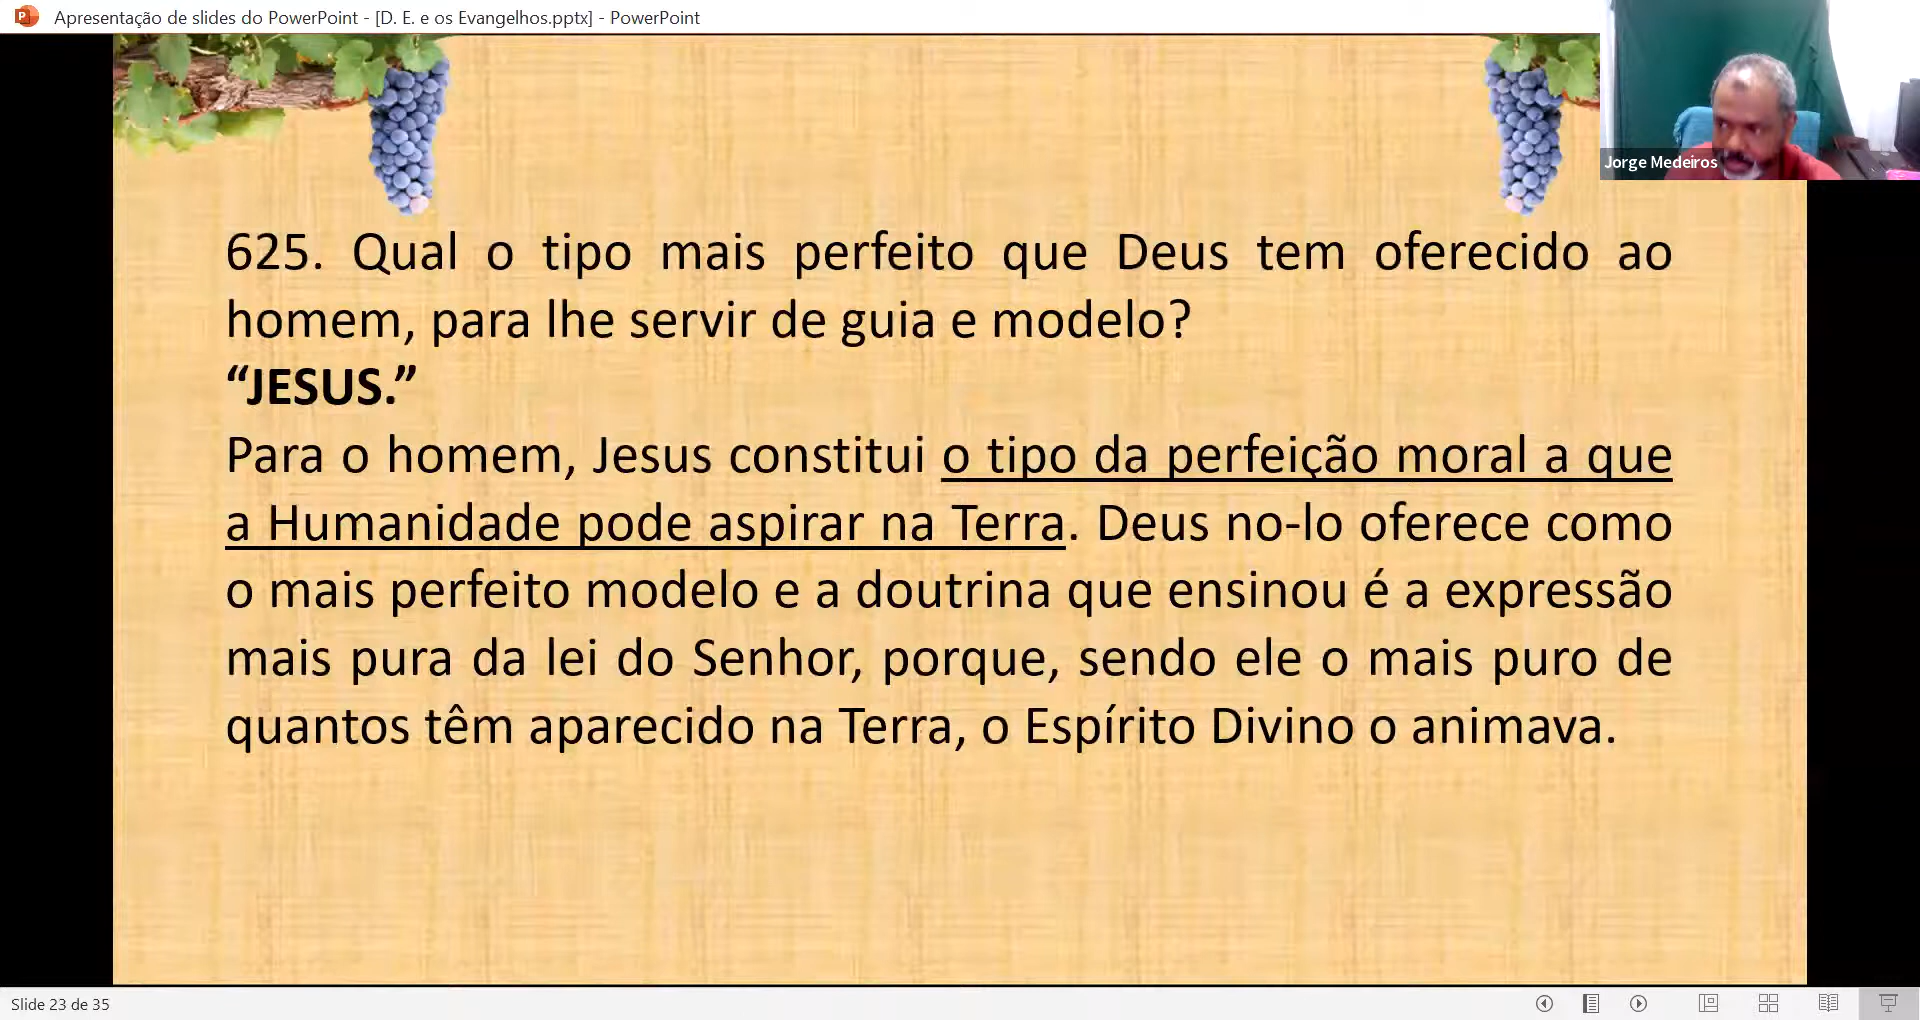 Apresentação de slides do PowerPoint - [D. E. e os Evangelhos.pptx] - PowerPoint
Jorge Medeiros
625. Qual o tipo mais perfeito que Deus tem oferecido ao
homem, para lhe servir de guia e modelo?
“JESUS.”
Para o homem, Jesus constitui o tipo da perfeição moral a que
a Humanidade pode aspirar na Terra. Deus no-lo oferece como
o mais perfeito modelo e a doutrina que ensinou é a expressão
mais pura da lei do Senhor, porque, sendo ele o mais puro de
quantos têm aparecido na Terra, o Espírito Divino o animava.
Slide 23 de 35